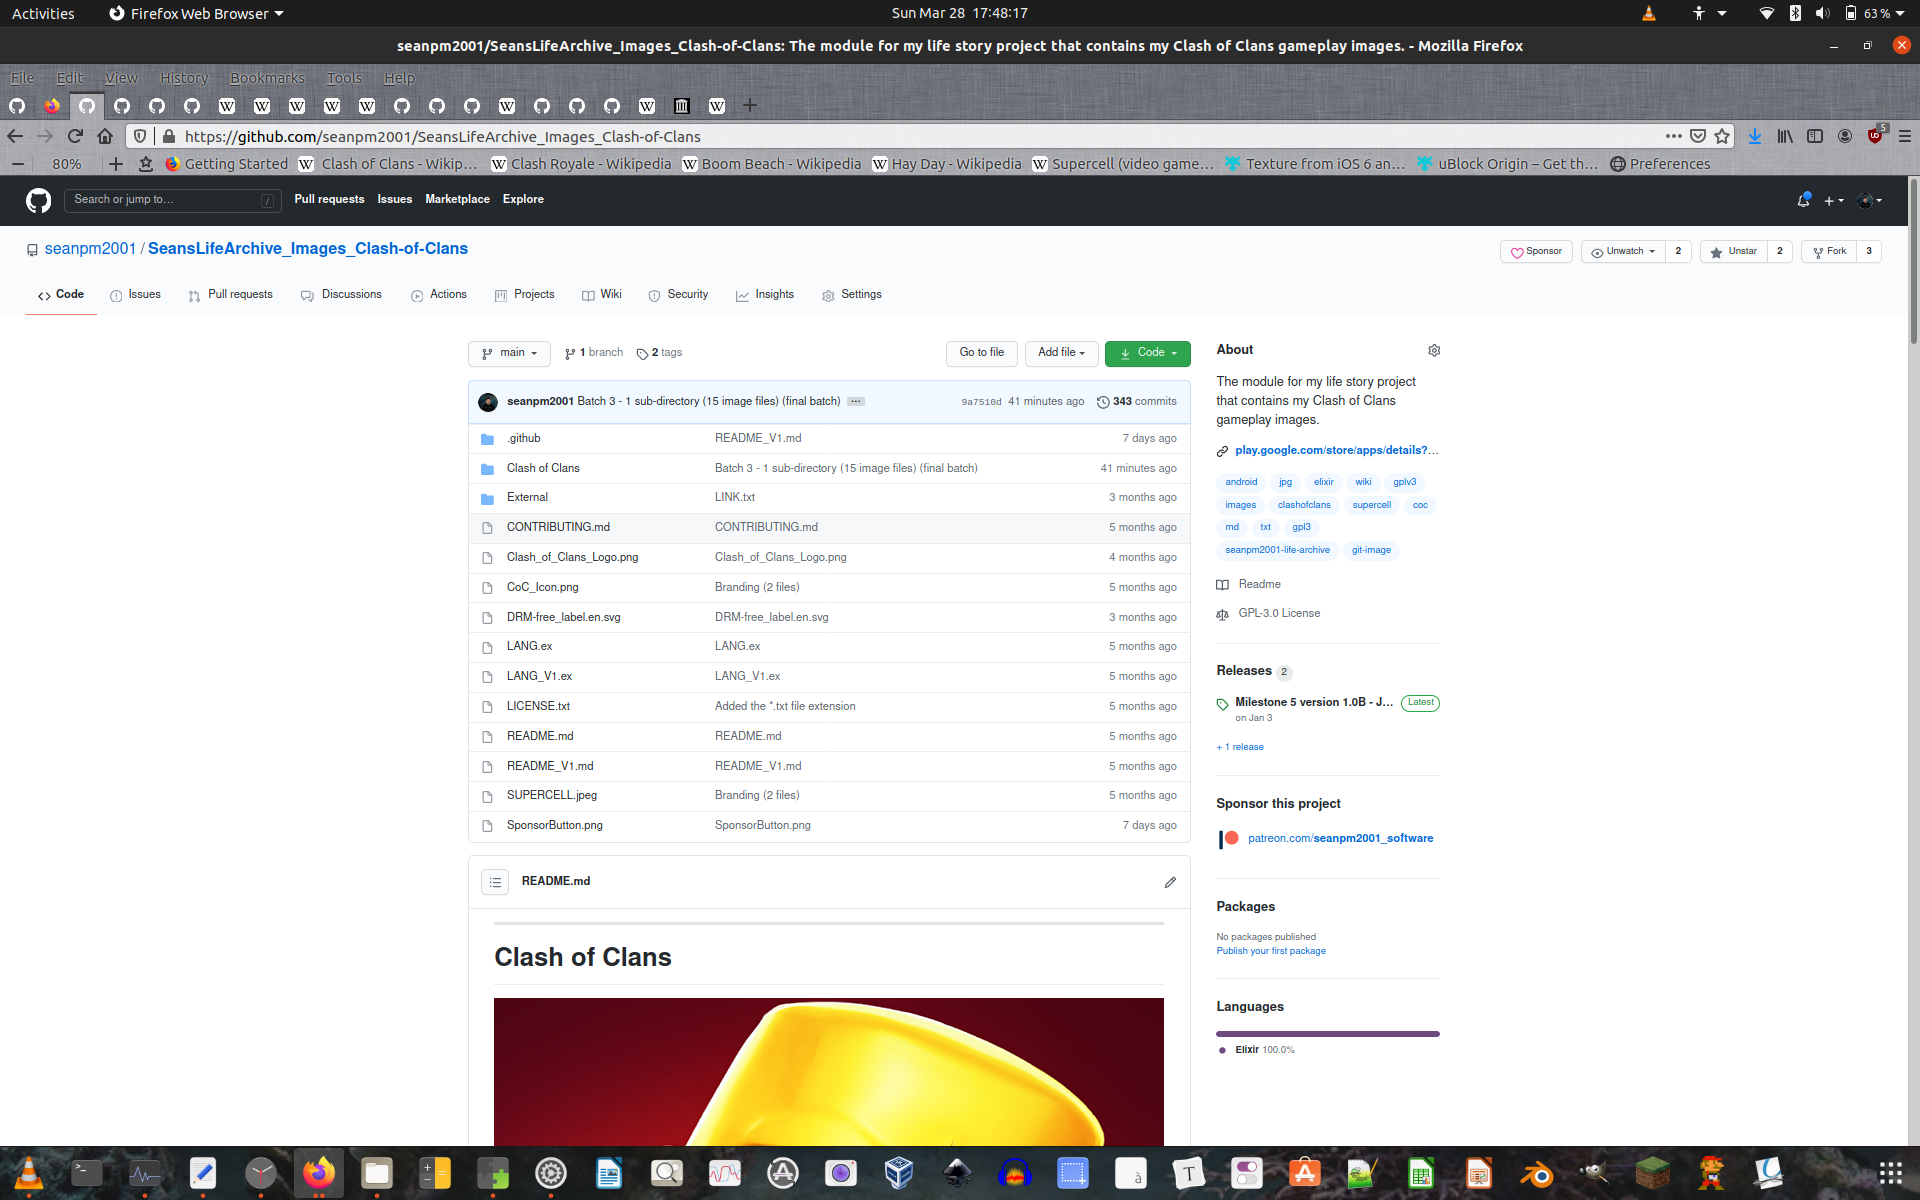 Activities Firefox Web Browser Sun Mar 28 17:48:17 63 %
seanpm2001/SeansLifeArchive_Images_Clash-of-Clans: The module for my life story project that contains my Clash of Clans gameplay images. - Mozilla Firefox
File Edit View History Bookmarks Tools Help
https://github.com/seanpm2001/SeansLifeArchive_Images_Clash-of-Clans 5
80% Getting Started Clash of Clans - Wikip… Clash Royale - Wikipedia Boom Beach - Wikipedia Hay Day - Wikipedia Supercell (video game… Texture from iOS 6 an… uBlock Origin – Get th… Preferences
Search or jump to… / Pull requests Issues Marketplace Explore
seanpm2001 / SeansLifeArchive_Images_Clash-of-Clans Sponsor Unwatch 2 Unstar 2 Fork 3
Code Issues Pull requests Discussions Actions Projects Wiki Security Insights Settings
main 1 branch 2 tags Go to file Add file Code
seanpm2001 Batch 3 - 1 sub-directory (15 image files) (final batch) ··· 9a7510d 41 minutes ago 343 commits
.github README_V1.md 7 days ago
Clash of Clans Batch 3 - 1 sub-directory (15 image files) (final batch) 41 minutes ago
External LINK.txt 3 months ago
CONTRIBUTING.md CONTRIBUTING.md 5 months ago
Clash_of_Clans_Logo.png Clash_of_Clans_Logo.png 4 months ago
CoC_Icon.png Branding (2 files) 5 months ago
DRM-free_label.en.svg DRM-free_label.en.svg 3 months ago
LANG.ex LANG.ex 5 months ago
LANG_V1.ex LANG_V1.ex 5 months ago
LICENSE.txt Added the *.txt file extension 5 months ago
README.md README.md 5 months ago
README_V1.md README_V1.md 5 months ago
SUPERCELL.jpeg Branding (2 files) 5 months ago
SponsorButton.png SponsorButton.png 7 days ago
README.md
Clash of Clans
About
The module for my life story project
that contains my Clash of Clans
gameplay images.
play.google.com/store/apps/details?…
android jpg elixir wiki gplv3
images clashofclans supercell coc
md txt gpl3
seanpm2001-life-archive git-image
Readme
GPL-3.0 License
Releases 2
Milestone 5 version 1.0B - J… Latest
on Jan 3
+ 1 release
Sponsor this project
patreon.com/seanpm2001_software
Packages
No packages published
Publish your first package
Languages
Elixir 100.0%